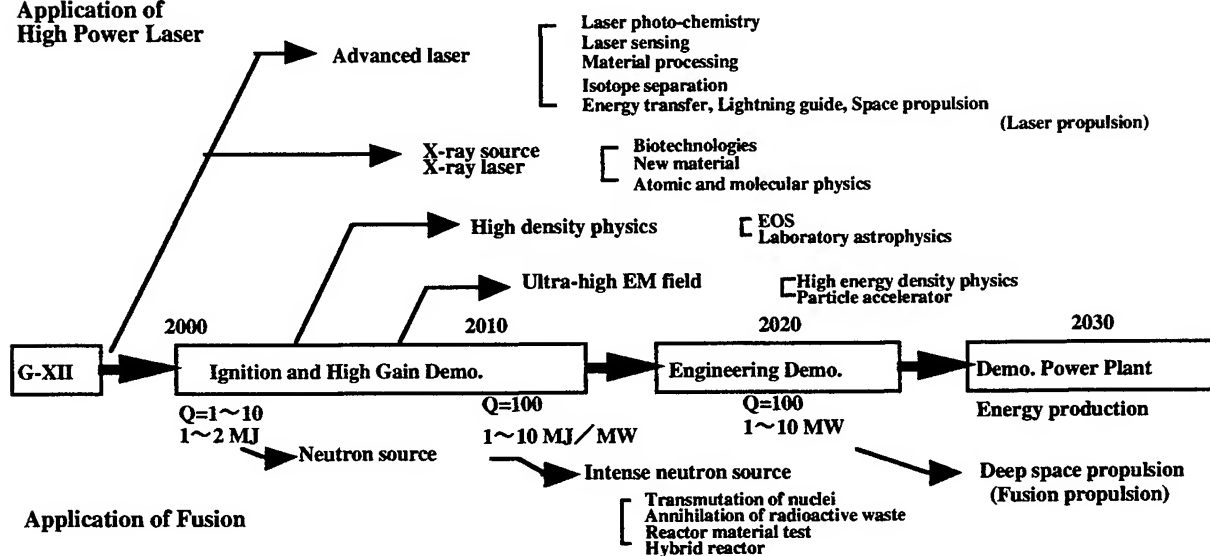 Application of
High Power Laser
Advanced laser
Laser photo-chemistry
Laser sensing
Material processing
Isotope separation
Energy transfer, Lightning guide, Space propulsion
(Laser propulsion)
X-ray source
X-ray laser
Biotechnologies
New material
Atomic and molecular physics
High density physics
EOS
Laboratory astrophysics
Ultra-high EM field
High energy density physics
Particle accelerator
2000 2010 2020 2030
G-XII Ignition and High Gain Demo. Engineering Demo. Demo. Power Plant
Q=1～10 Q=100 Q=100 Energy production
1～2 MJ 1～10 MJ/MW 1～10 MW
Neutron source
Intense neutron source
Transmutation of nuclei
Annihilation of radioactive waste
Reactor material test
Hybrid reactor
Deep space propulsion
(Fusion propulsion)
Application of Fusion